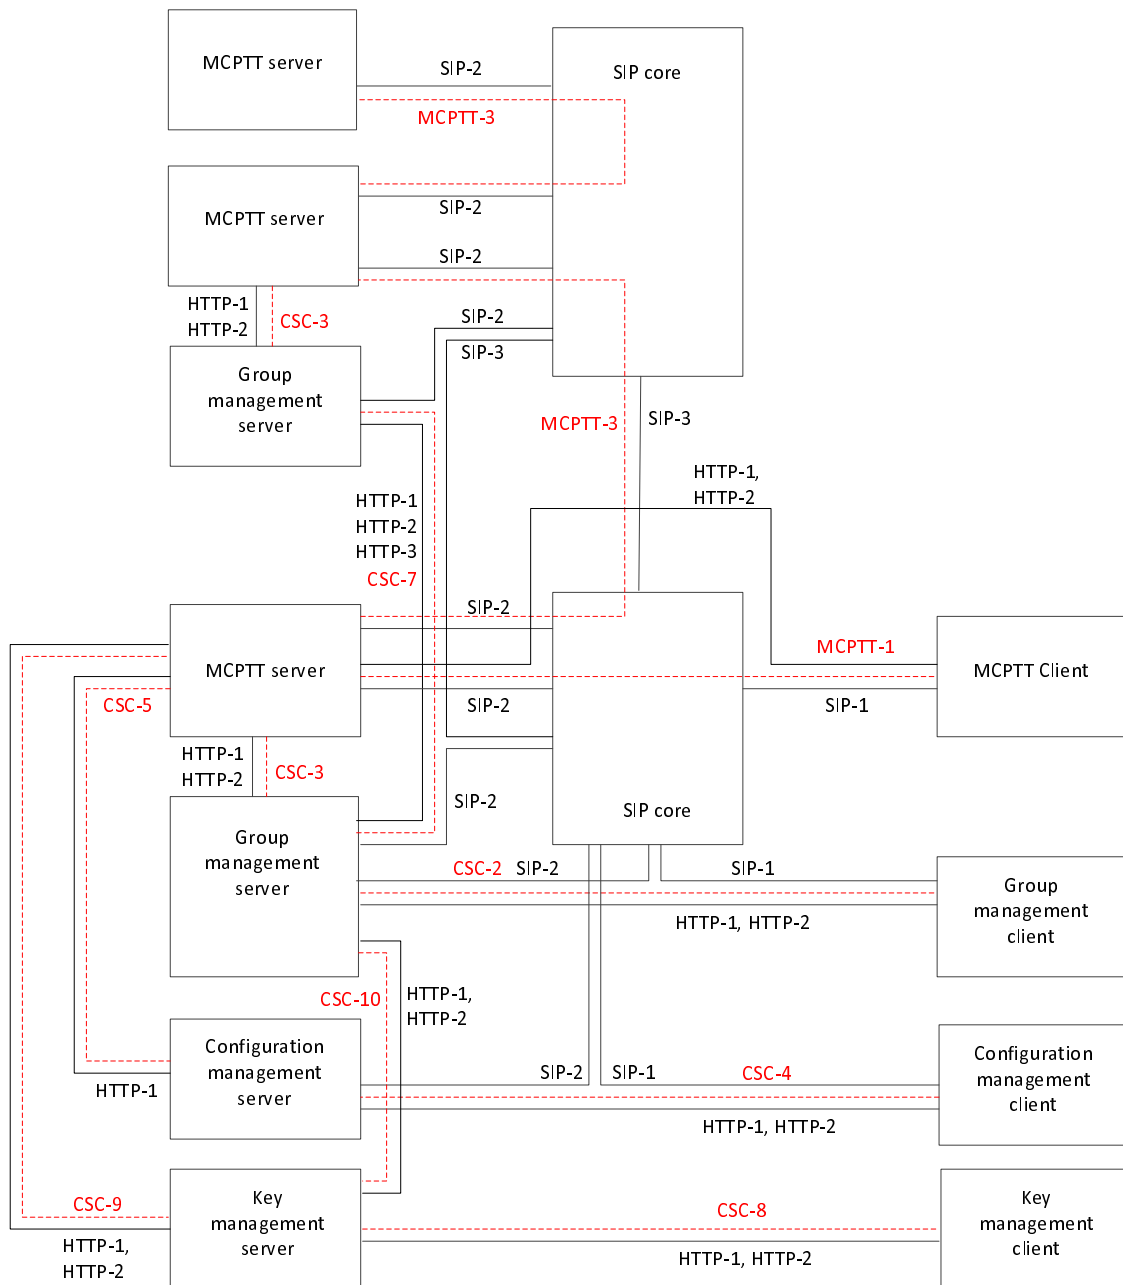 MCPTT server
SIP-2
SIP core
MCPTT-3
MCPTT server
SIP-2
SIP-2
HTTP-1
HTTP-2
CSC-3
SIP-2
SIP-3
Group
management
server
MCPTT-3
SIP-3
HTTP-1,
HTTP-2
HTTP-1
HTTP-2
HTTP-3
CSC-7
SIP-2
MCPTT server
MCPTT-1
MCPTT Client
CSC-5
SIP-2
SIP-1
HTTP-1
HTTP-2
CSC-3
SIP-2
SIP core
Group
management
server
CSC-2
SIP-2
SIP-1
Group
management
client
HTTP-1, HTTP-2
CSC-10
HTTP-1,
HTTP-2
Configuration
management
server
SIP-2
SIP-1
CSC-4
Configuration
management
client
HTTP-1
HTTP-1, HTTP-2
CSC-9
Key
management
server
CSC-8
Key
management
client
HTTP-1,
HTTP-2
HTTP-1, HTTP-2